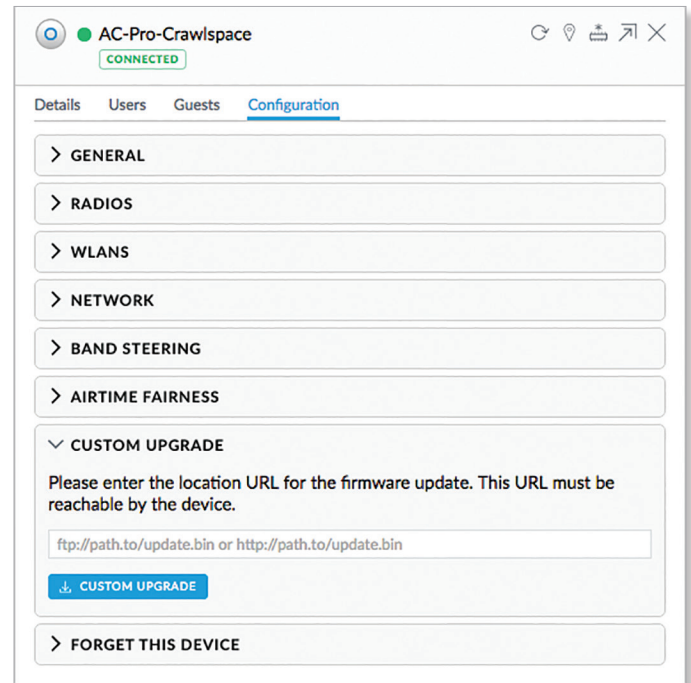 AC-Pro-Crawlspace
CONNECTED
Details Users Guests Configuration
GENERAL
RADIOS
WLANS
NETWORK
BAND STEERING
AIRTIME FAIRNESS
CUSTOM UPGRADE
Please enter the location URL for the firmware update. This URL must be
reachable by the device.
ftp://path.to/update.bin or http://path.to/update.bin
CUSTOM UPGRADE
FORGET THIS DEVICE